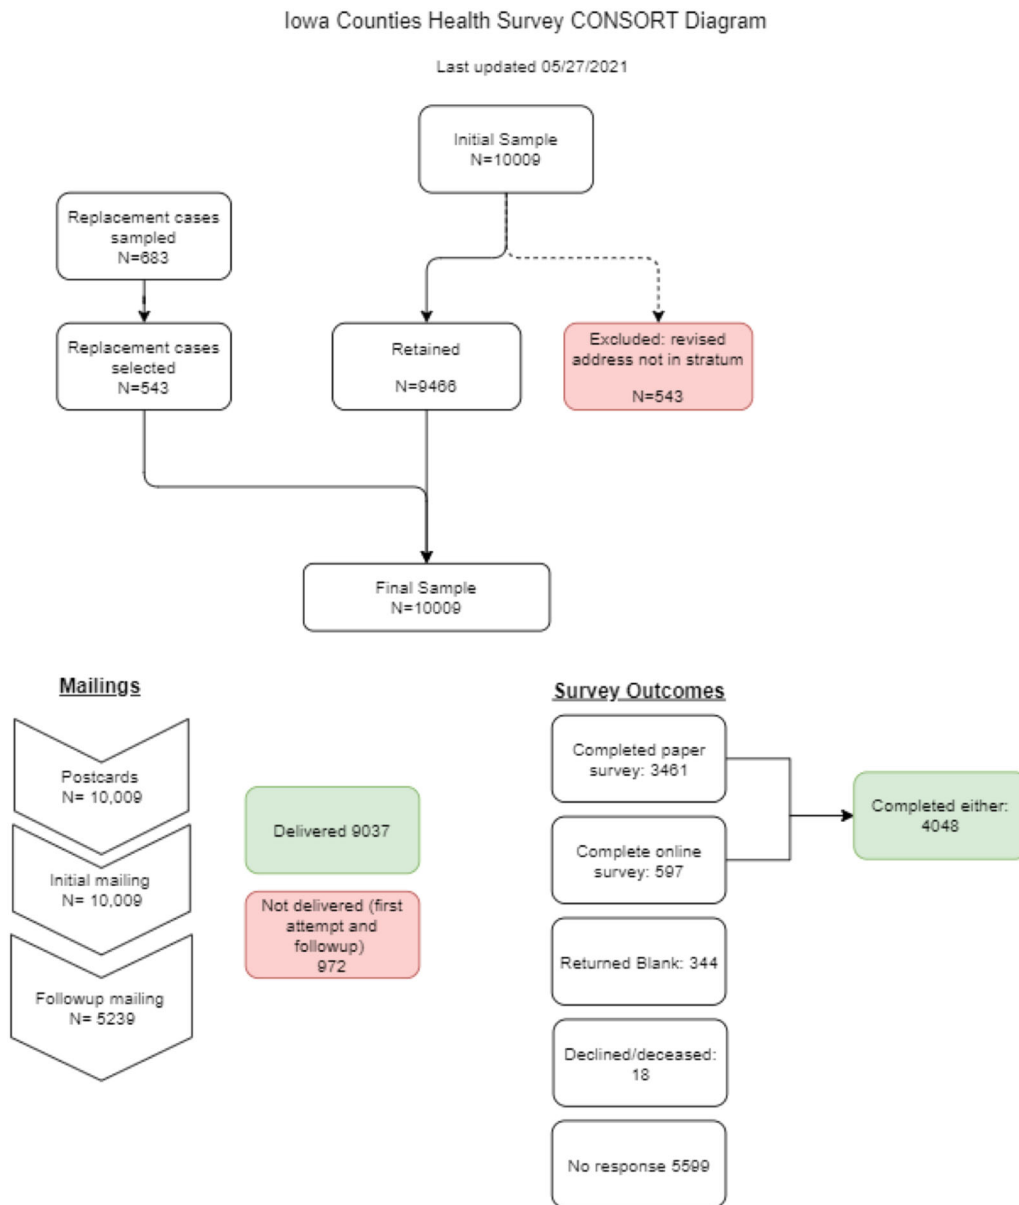 Iowa Counties Health Survey CONSORT Diagram
Last updated 05/27/2021
Initial Sample
N=10009
Replacement cases
sampled
N=683
Replacement cases
selected
N=543
Retained
N=9466
Excluded: revised
address not in stratum
N=543
Final Sample
N=10009
Mailings
Postcards
N= 10,009
Initial mailing
N= 10,009
Followup mailing
N= 5239
Delivered 9037
Not delivered (first
attempt and
followup)
972
Survey Outcomes
Completed paper
survey: 3461
Complete online
survey: 597
Returned Blank: 344
Declined/deceased:
18
No response 5599
Completed either:
4048